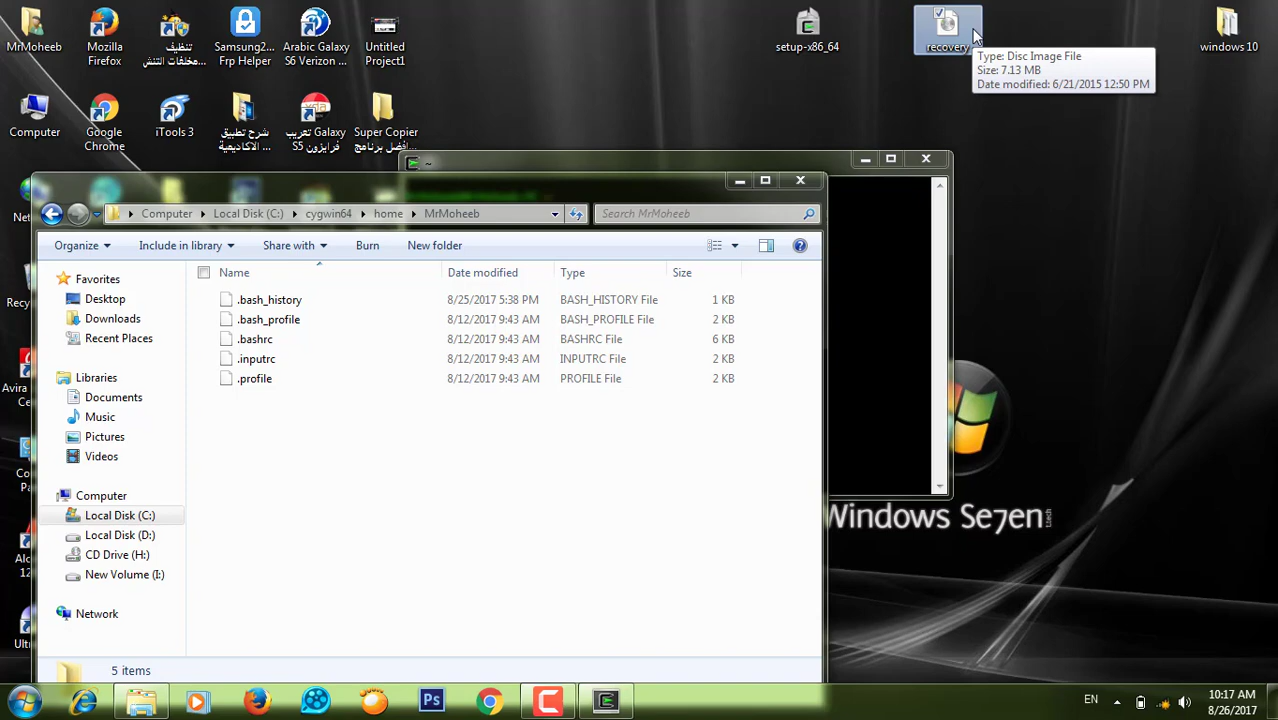 MrMoheeb
Mozilla
Firefox
تنظيف
مخلفات التنش...
Samsung2...
Frp Helper
Arabic Galaxy
S6 Verizon ...
Untitled
Project1
setup-x86_64
recovery
windows 10
Type: Disc Image File
Size: 7.13 MB
Date modified: 6/21/2015 12:50 PM
Computer
Google
Chrome
iTools 3
شرح تطبيق
الاكاديمية...
Galaxy تعريب
فرايزون S5
Super Copier
افضل برنامج...
~
Computer
Local Disk (C:)
cygwin64
home
MrMoheeb
Search MrMoheeb
Organize
Include in library
Share with
Burn
New folder
Name
Date modified
Type
Size
.bash_history 8/25/2017 5:38 PM BASH_HISTORY File 1 KB
.bash_profile 8/12/2017 9:43 AM BASH_PROFILE File 2 KB
.bashrc 8/12/2017 9:43 AM BASHRC File 6 KB
.inputrc 8/12/2017 9:43 AM INPUTRC File 2 KB
.profile 8/12/2017 9:43 AM PROFILE File 2 KB
Favorites
Desktop
Downloads
Recent Places
Libraries
Documents
Music
Pictures
Videos
Computer
Local Disk (C:)
Local Disk (D:)
CD Drive (H:)
New Volume (I:)
Network
5 items
Windows Se7en
EN
10:17 AM
8/26/2017
Ps